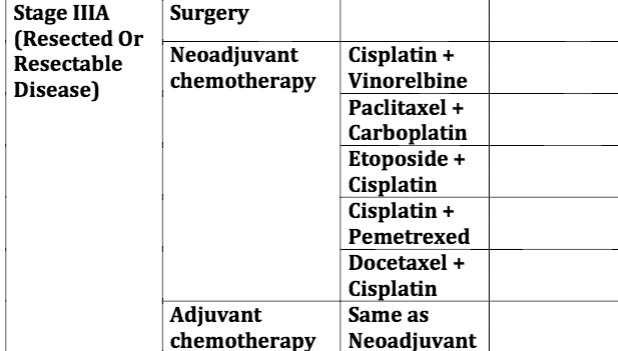 Stage IIIA
(Resected Or
Resectable
Disease)
Surgery
Neoadjuvant
chemotherapy
Cisplatin +
Vinorelbine
Paclitaxel +
Carboplatin
Etoposide +
Cisplatin
Cisplatin +
Pemetrexed
Docetaxel +
Cisplatin
Adjuvant
chemotherapy
Same as
Neoadjuvant